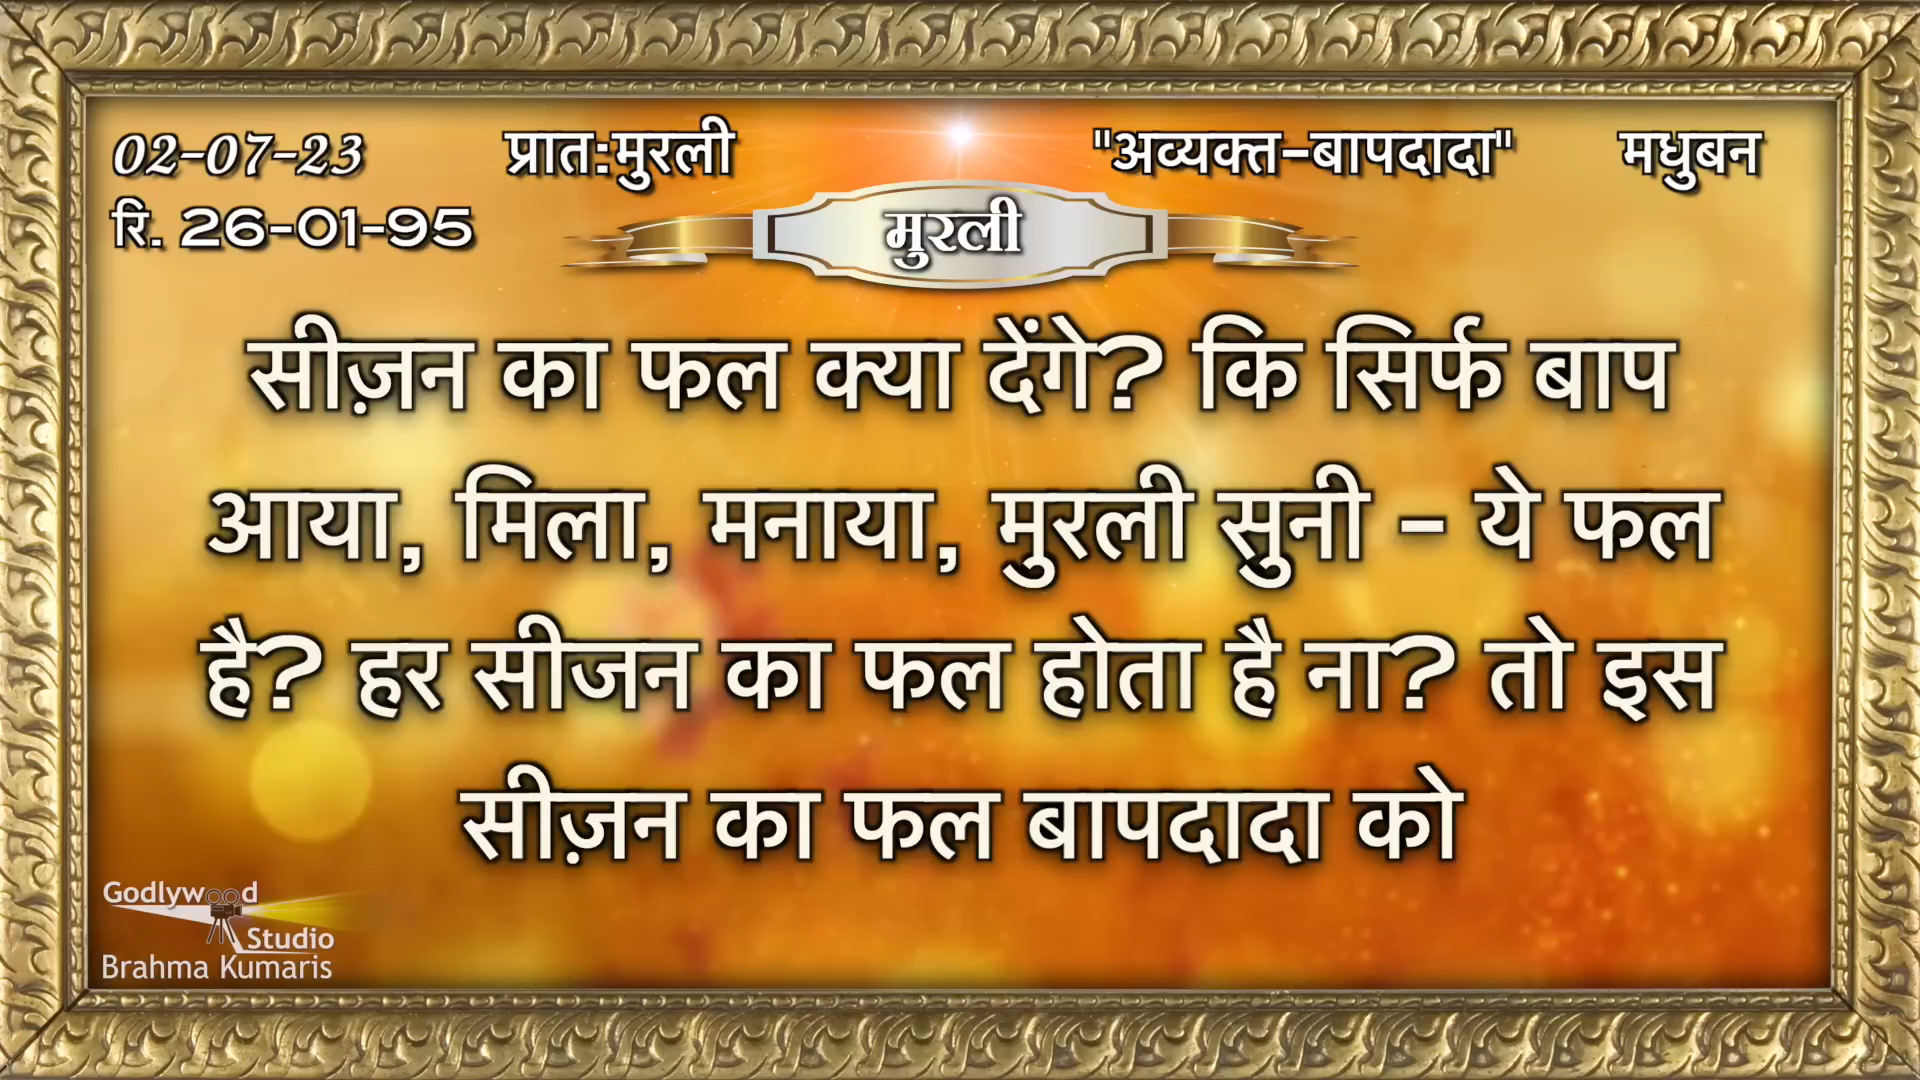 02-07-23 प्रात:मुरली "अव्यक्त-बापदादा" मधुबन
रि. 26-01-95
मुरली
सीज़न का फल क्या देंगे? कि सिर्फ बाप
आया, मिला, मनाया, मुरली सुनी - ये फल
है? हर सीजन का फल होता है ना? तो इस
सीज़न का फल बापदादा को
Godlywood
Studio
Brahma Kumaris